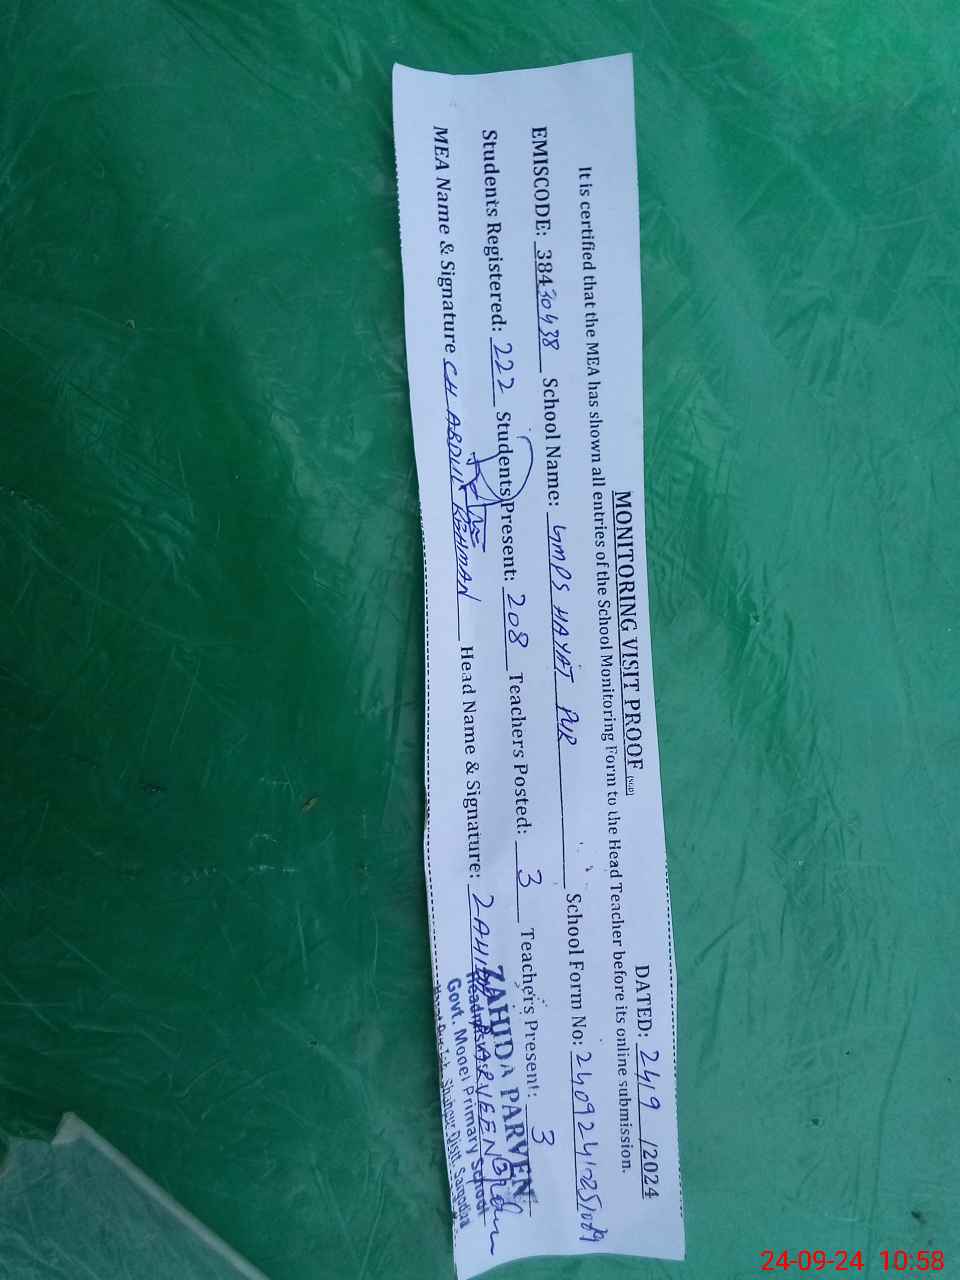 MONITORING VISIT PROOF (SGD) DATED: 24/9/2024
It is certified that the MEA has shown all entries of the School Monitoring Form to the Head Teacher before its online submission.
EMISCODE: 38430438 School Name: GMPS HAYAT PUR School Form No:
Students Registered: 222 Students Present: 208 Teachers Posted: 3 Teachers Present: 3
MEA Name & Signature CH ABDUL REHMAN Head Name & Signature: ZAHIDA PARVEEN
ZAHIDA PARVEN
Headmistress
Govt. Model Primary School
Distt. Sargodha
24-09-24 10:58